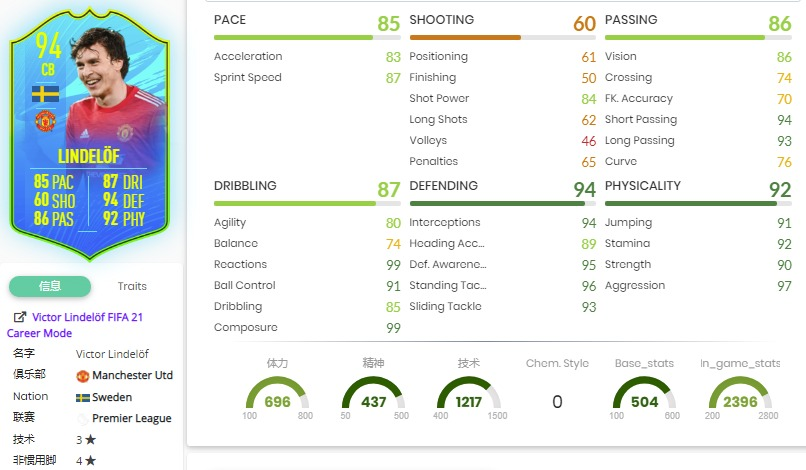 94
CB
LINDELÖF
85 PAC 87 DRI
60 SHO 94 DEF
86 PAS 92 PHY
信息 Traits
Victor Lindelöf FIFA 21
Career Mode
名字 Victor Lindelöf
俱乐部 Manchester Utd
Nation Sweden
联赛 Premier League
技术 3 ★
非惯用脚 4 ★
PACE 85
Acceleration 83
Sprint Speed 87
SHOOTING 60
Positioning 61
Finishing 50
Shot Power 84
Long Shots 62
Volleys 46
Penalties 65
PASSING 86
Vision 86
Crossing 74
FK. Accuracy 70
Short Passing 94
Long Passing 93
Curve 76
DRIBBLING 87
Agility 80
Balance 74
Reactions 99
Ball Control 91
Dribbling 85
Composure 99
DEFENDING 94
Interceptions 94
Heading Acc... 89
Def. Awarene... 95
Standing Tac... 96
Sliding Tackle 93
PHYSICALITY 92
Jumping 91
Stamina 92
Strength 90
Aggression 97
体力 精神 技术 Chem. Style Base_stats In_game_stats
696 437 1217 0 504 2396
100 800 50 500 400 1500 100 600 200 2800